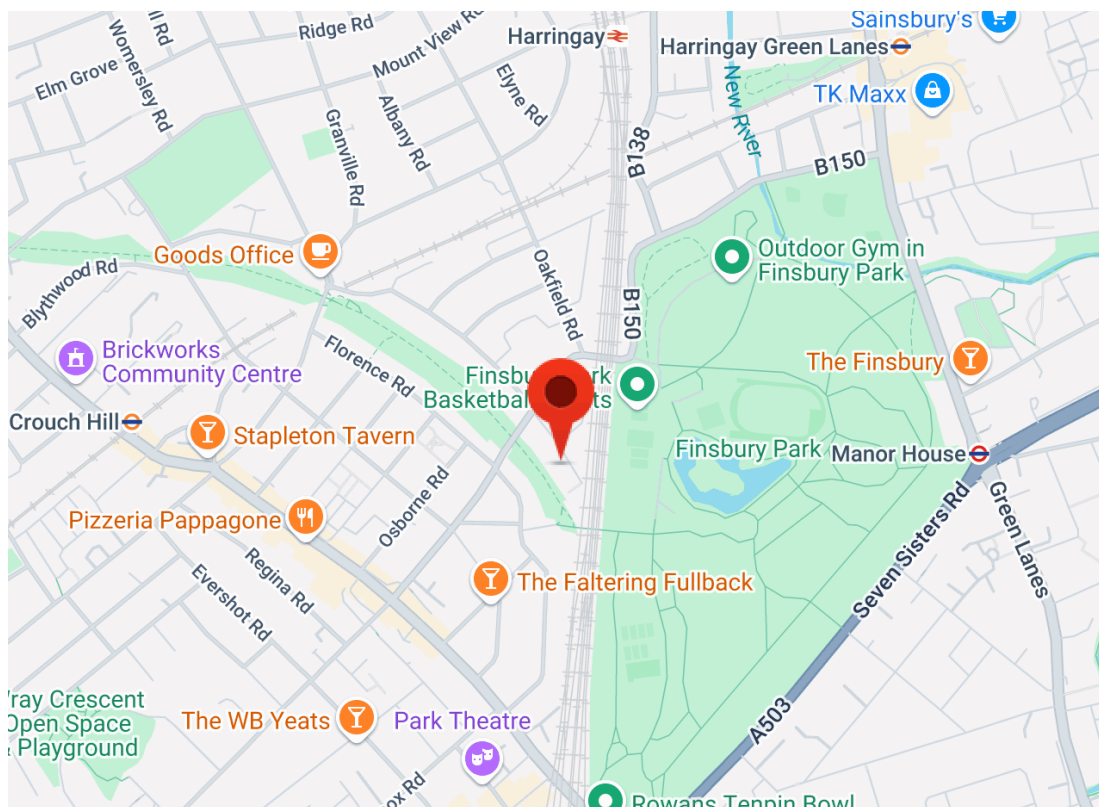 Sainsbury's
Ridge Rd
Harringay
Harringay Green Lanes
Womersley Rd
Mount View Rd
Elm Grove
Elyne Rd
TK Maxx
New River
Albany Rd
Granville Rd
B138
B150
Goods Office
Outdoor Gym in
Finsbury Park
Oakfield Rd
Blythwood Rd
B150
Brickworks
Community Centre
Florence Rd
The Finsbury
Crouch Hill
Stapleton Tavern
Finsbury Park
Manor House
Osborne Rd
Seven Sisters Rd
Green Lanes
Pizzeria Pappagone
Regina Rd
Evershot Rd
The Faltering Fullback
Crescent
Open Space
& Playground
The WB Yeats
Park Theatre
A503
Rowans Tenpin Bowl